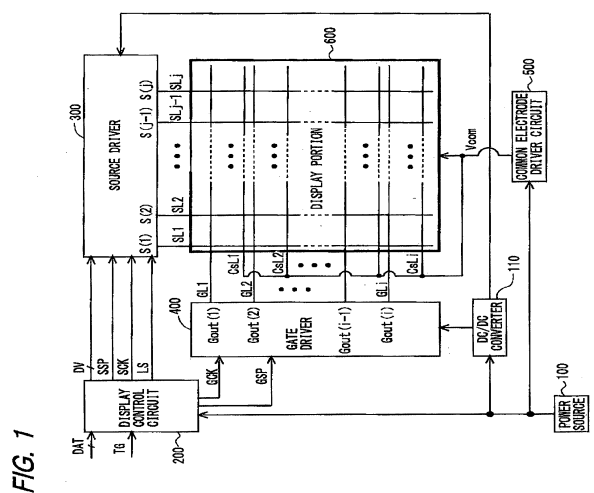 FIG. 1
300
SOURCE DRIVER
S(1) S(2) S(j-1) S(j)
SL1 SL2 SLj-1 SLj
600
DISPLAY PORTION
DV
SSP
SCK
LS
DAT
TG
DISPLAY
CONTROL
CIRCUIT
200
GCK
GSP
400
Gout(1)
Gout(2)
GATE
DRIVER
Gout(i-1)
Gout(i)
GL1
CsL1
GL2
CsL2
GLi
CsLi
Vcom
COMMON ELECTRODE
DRIVER CIRCUIT
500
DC/DC
CONVERTER
110
POWER
SOURCE
100